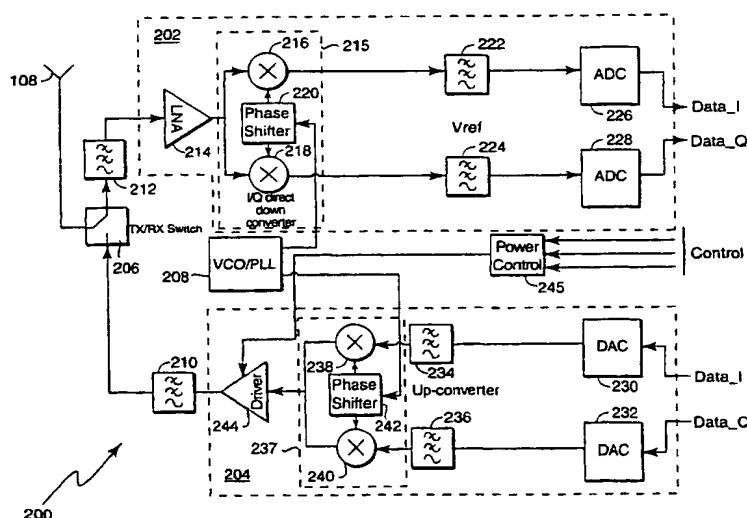 202
216
215
222
108
LNA
220
Phase
Shifter
ADC
Data_I
226
214
Vref
218
224
228
Data_Q
212
ADC
I/Q direct
down
converter
TX/RX Switch
206
208
VCO/PLL
Power
Control
245
Control
210
238
234
DAC
230
Data_I
Driver
244
Phase
Shifter
242
Up-converter
236
232
237
DAC
Data_Q
204
240
200